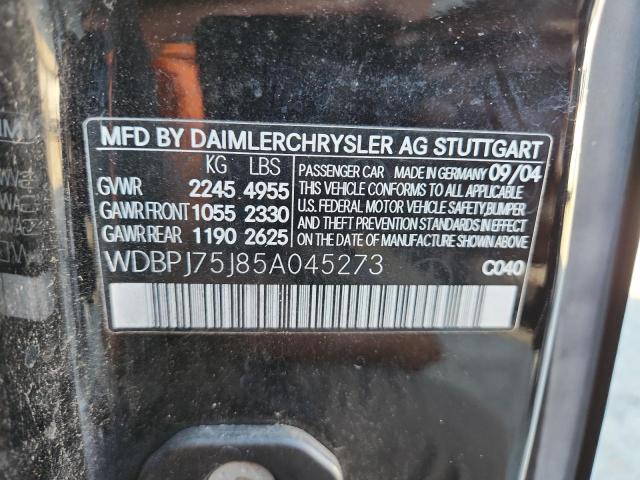 MFD BY DAIMLERCHRYSLER AG STUTTGART
KG LBS
GVWR 2245 4955
GAWR FRONT 1055 2330
GAWR REAR 1190 2625
PASSENGER CAR MADE IN GERMANY 09/04
THIS VEHICLE CONFORMS TO ALL APPLICABLE
U.S. FEDERAL MOTOR VEHICLE SAFETY, BUMPER
AND THEFT PREVENTION STANDARDS IN EFFECT
ON THE DATE OF MANUFACTURE SHOWN ABOVE.
WDBPJ75J85A045273
C040